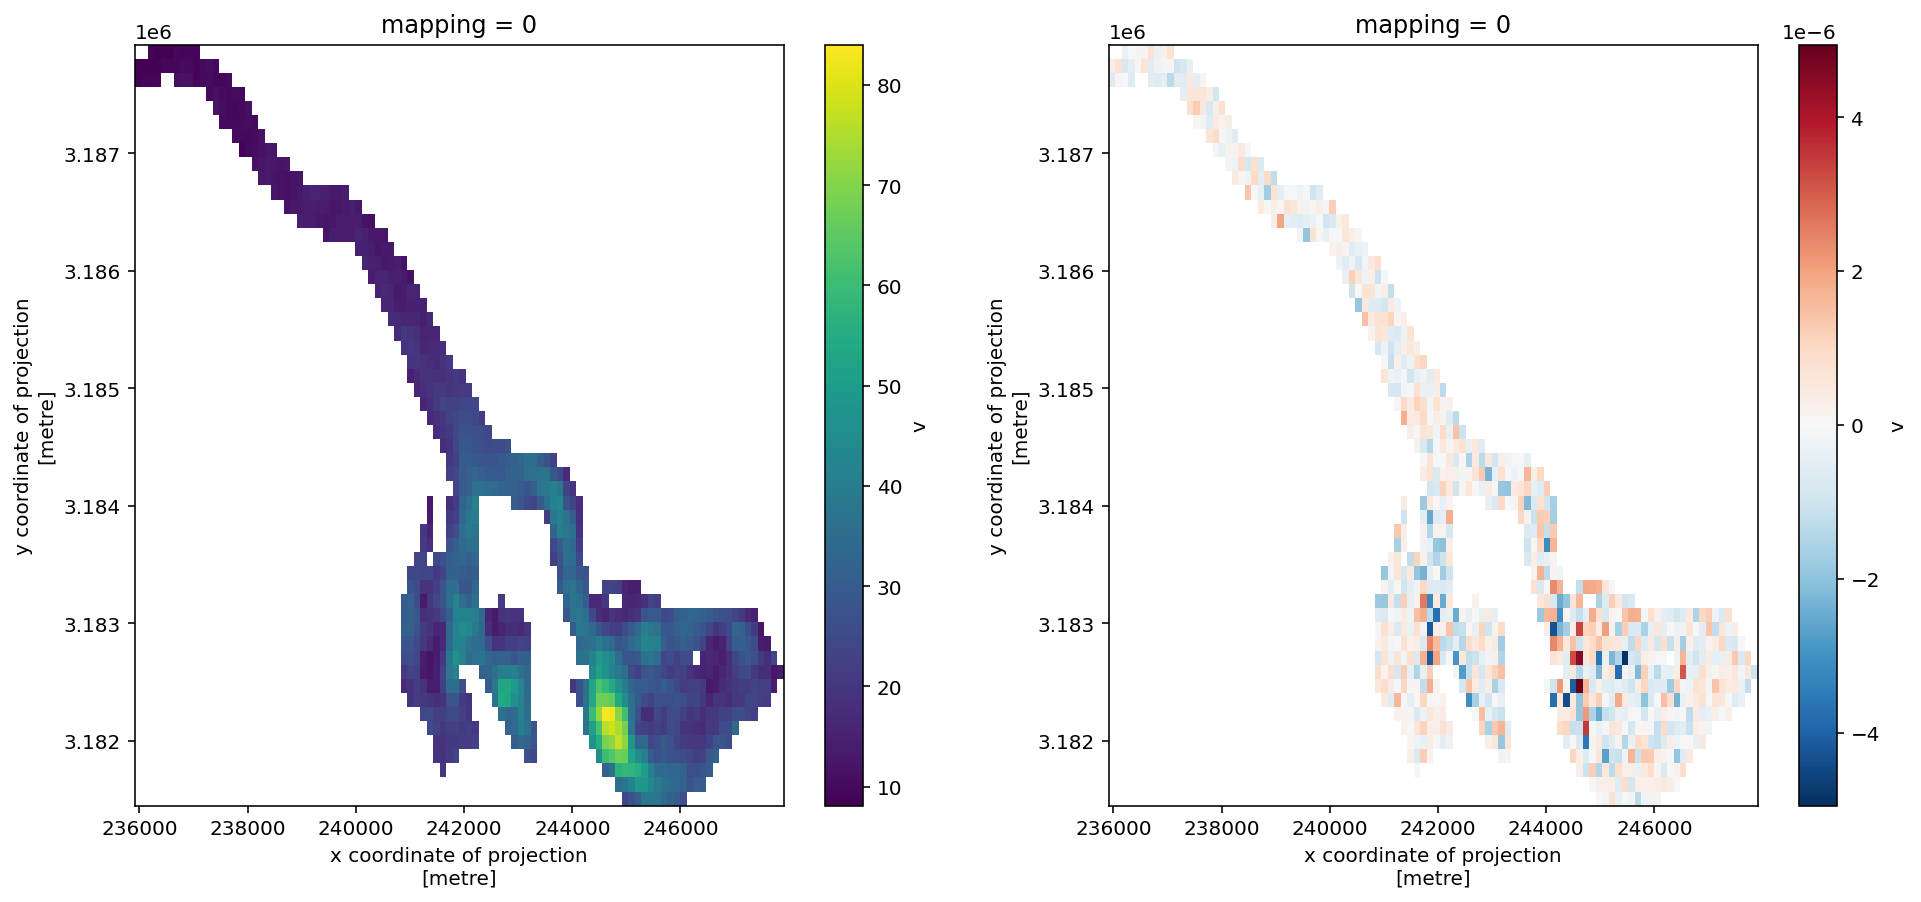 mapping = 0
1e6
3.187
3.186
3.185
3.184
3.183
3.182
y coordinate of projection
[metre]
236000 238000 240000 242000 244000 246000
x coordinate of projection
[metre]
80
70
60
50
40
30
20
10
v
mapping = 0
1e6
3.187
3.186
3.185
3.184
3.183
3.182
y coordinate of projection
[metre]
236000 238000 240000 242000 244000 246000
x coordinate of projection
[metre]
1e−6
4
2
0
−2
−4
v